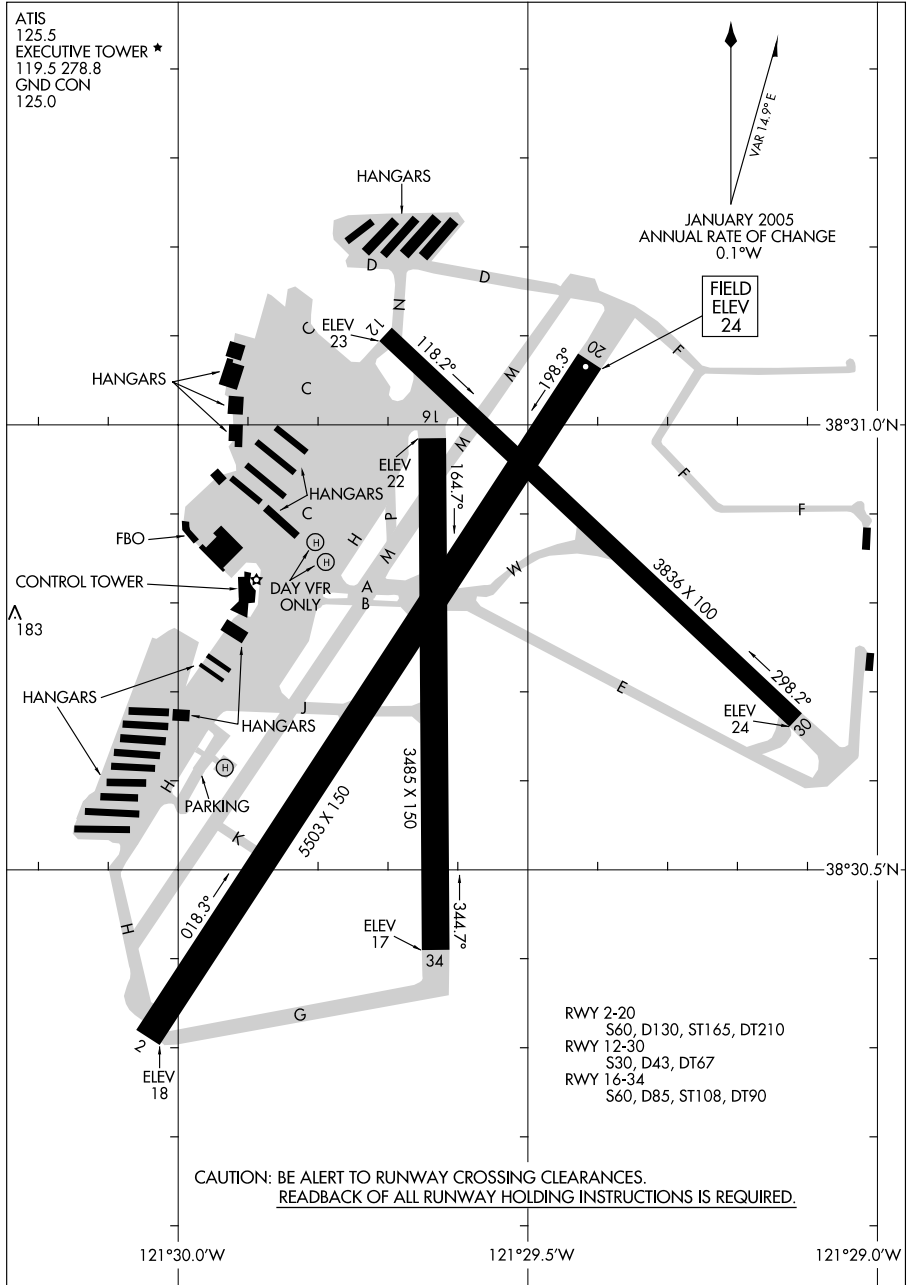 ATIS
125.5
EXECUTIVE TOWER ★
119.5 278.8
GND CON
125.0
VAR 14.9° E
JANUARY 2005
ANNUAL RATE OF CHANGE
0.1°W
FIELD
ELEV
24
HANGARS
D
D
N
C
ELEV
23
12
118.2°
M
198.3°
20
F
HANGARS
C
16
M
38°31.0'N
ELEV
22
164.7°
HANGARS
F
F
C
P
H
M
FBO
H
H
M
3836 X 100
CONTROL TOWER
DAY VFR
ONLY
A
B
Λ
183
E
298.2°
HANGARS
HANGARS
J
ELEV
24
30
3485 X 150
H
H
PARKING
5503 X 150
K
38°30.5'N
018.3°
344.7°
H
ELEV
17
34
G
2
ELEV
18
RWY 2-20
S60, D130, ST165, DT210
RWY 12-30
S30, D43, DT67
RWY 16-34
S60, D85, ST108, DT90
CAUTION: BE ALERT TO RUNWAY CROSSING CLEARANCES.
READBACK OF ALL RUNWAY HOLDING INSTRUCTIONS IS REQUIRED.
121°30.0'W
121°29.5'W
121°29.0'W